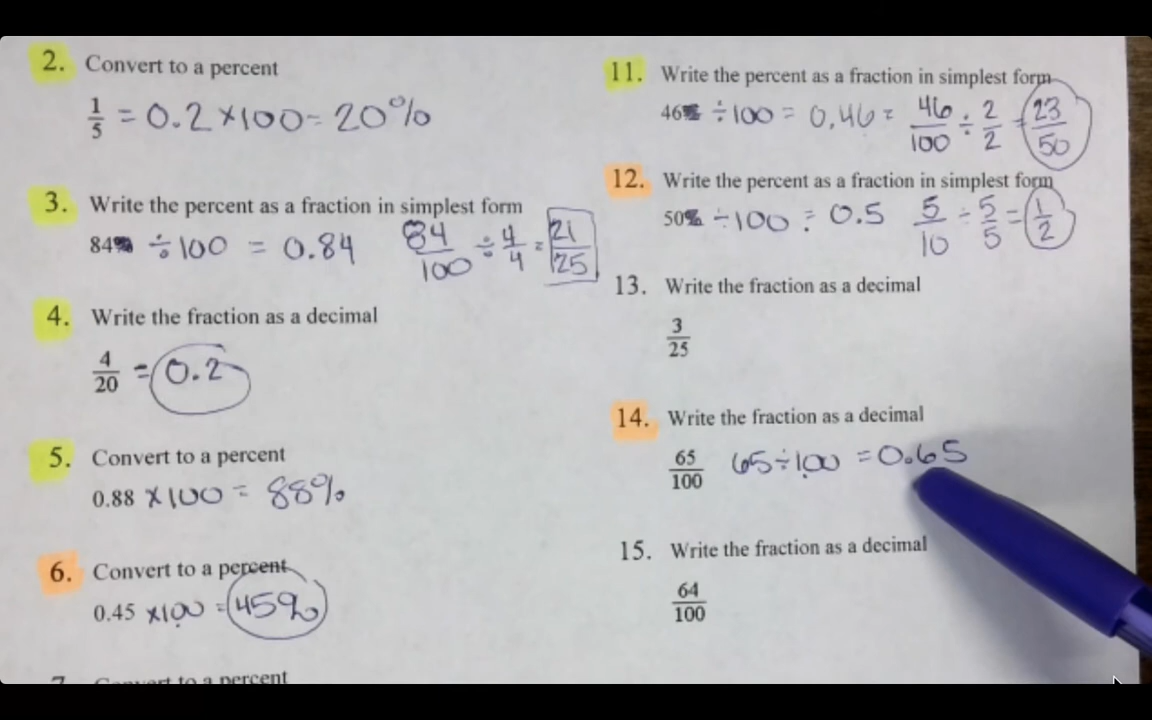 2. Convert to a percent
1/5 = 0.2 × 100 = 20%
3. Write the percent as a fraction in simplest form
84% ÷ 100 = 0.84 84/100 ÷ 4/4 = 21/25
4. Write the fraction as a decimal
4/20 = 0.2
5. Convert to a percent
0.88 × 100 = 88%
6. Convert to a percent
0.45 × 100 = 45%
7. Convert to a percent
11. Write the percent as a fraction in simplest form
46% ÷ 100 = 0.46 = 46/100 ÷ 2/2 = 23/50
12. Write the percent as a fraction in simplest form
50% ÷ 100 = 0.5 5/10 ÷ 5/5 = 1/2
13. Write the fraction as a decimal
3/25
14. Write the fraction as a decimal
65/100 65 ÷ 100 = 0.65
15. Write the fraction as a decimal
64/100